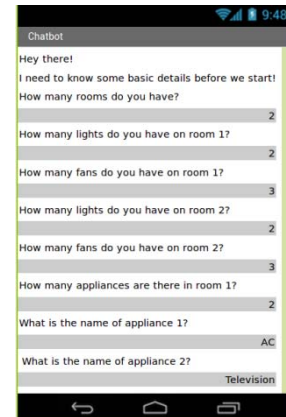 9:48
Chatbot
Hey there!
I need to know some basic details before we start!
How many rooms do you have?
2
How many lights do you have on room 1?
2
How many fans do you have on room 1?
3
How many lights do you have on room 2?
2
How many fans do you have on room 2?
3
How many appliances are there in room 1?
2
What is the name of appliance 1?
AC
What is the name of appliance 2?
Television